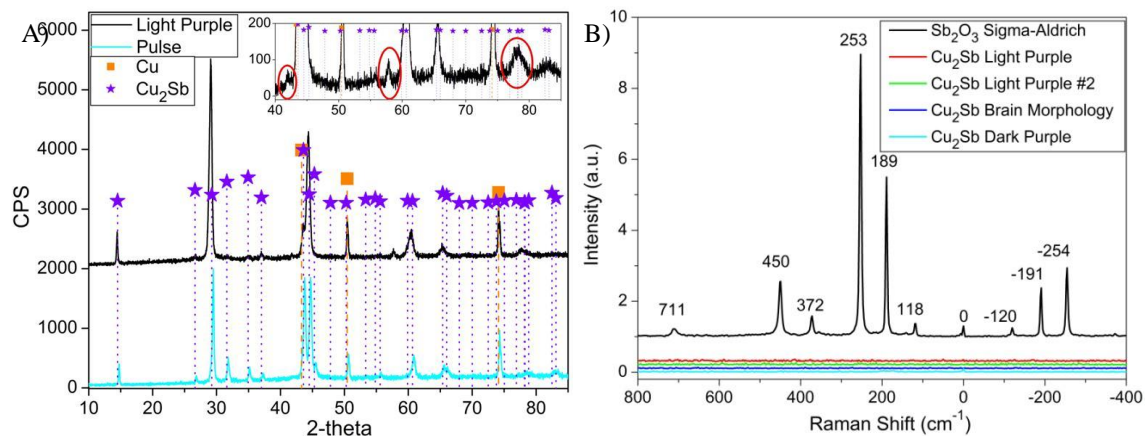 A)
Light Purple
Pulse
Cu
Cu₂Sb
6000
5000
4000
3000
2000
1000
0
CPS
10 20 30 40 50 60 70 80
2-theta
200
100
0
40 50 60 70 80
B)
Sb₂O₃ Sigma-Aldrich
Cu₂Sb Light Purple
Cu₂Sb Light Purple #2
Cu₂Sb Brain Morphology
Cu₂Sb Dark Purple
10
8
6
4
2
0
Intensity (a.u.)
711
450
372
253
189
118
0
-120
-191
-254
800 600 400 200 0 -200 -400
Raman Shift (cm⁻¹)